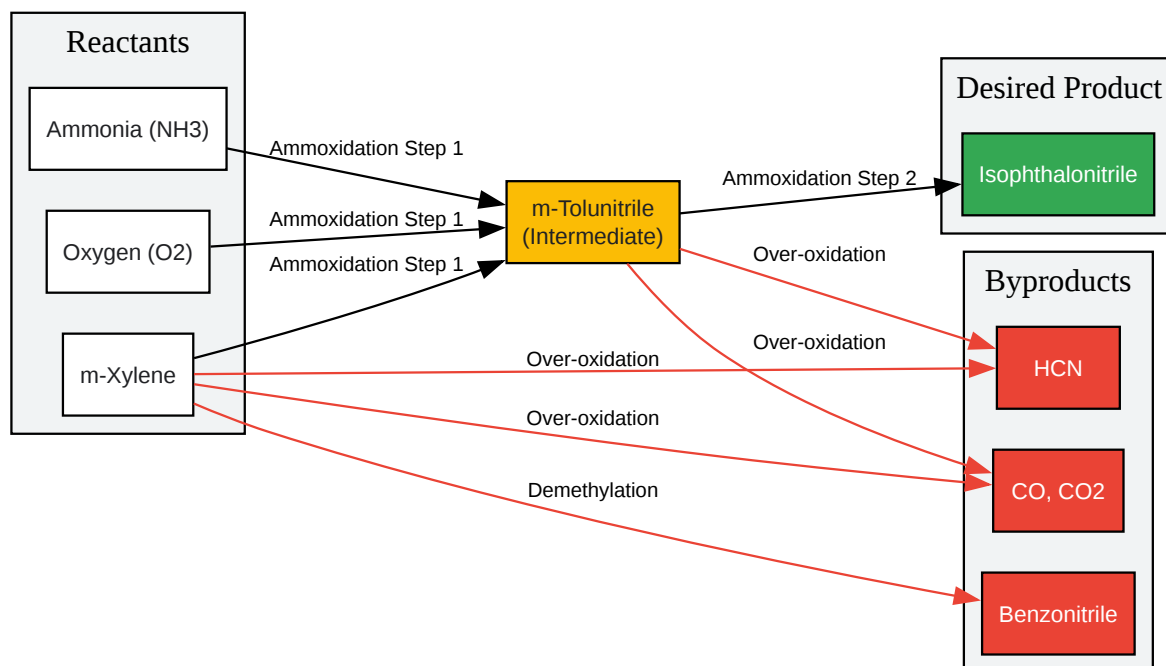 Reactants
Ammonia (NH3)
Oxygen (O2)
m-Xylene
Ammoxidation Step 1
Ammoxidation Step 1
Ammoxidation Step 1
m-Tolunitrile
(Intermediate)
Ammoxidation Step 2
Over-oxidation
Over-oxidation
Over-oxidation
Over-oxidation
Demethylation
Desired Product
Isophthalonitrile
Byproducts
HCN
CO, CO2
Benzonitrile